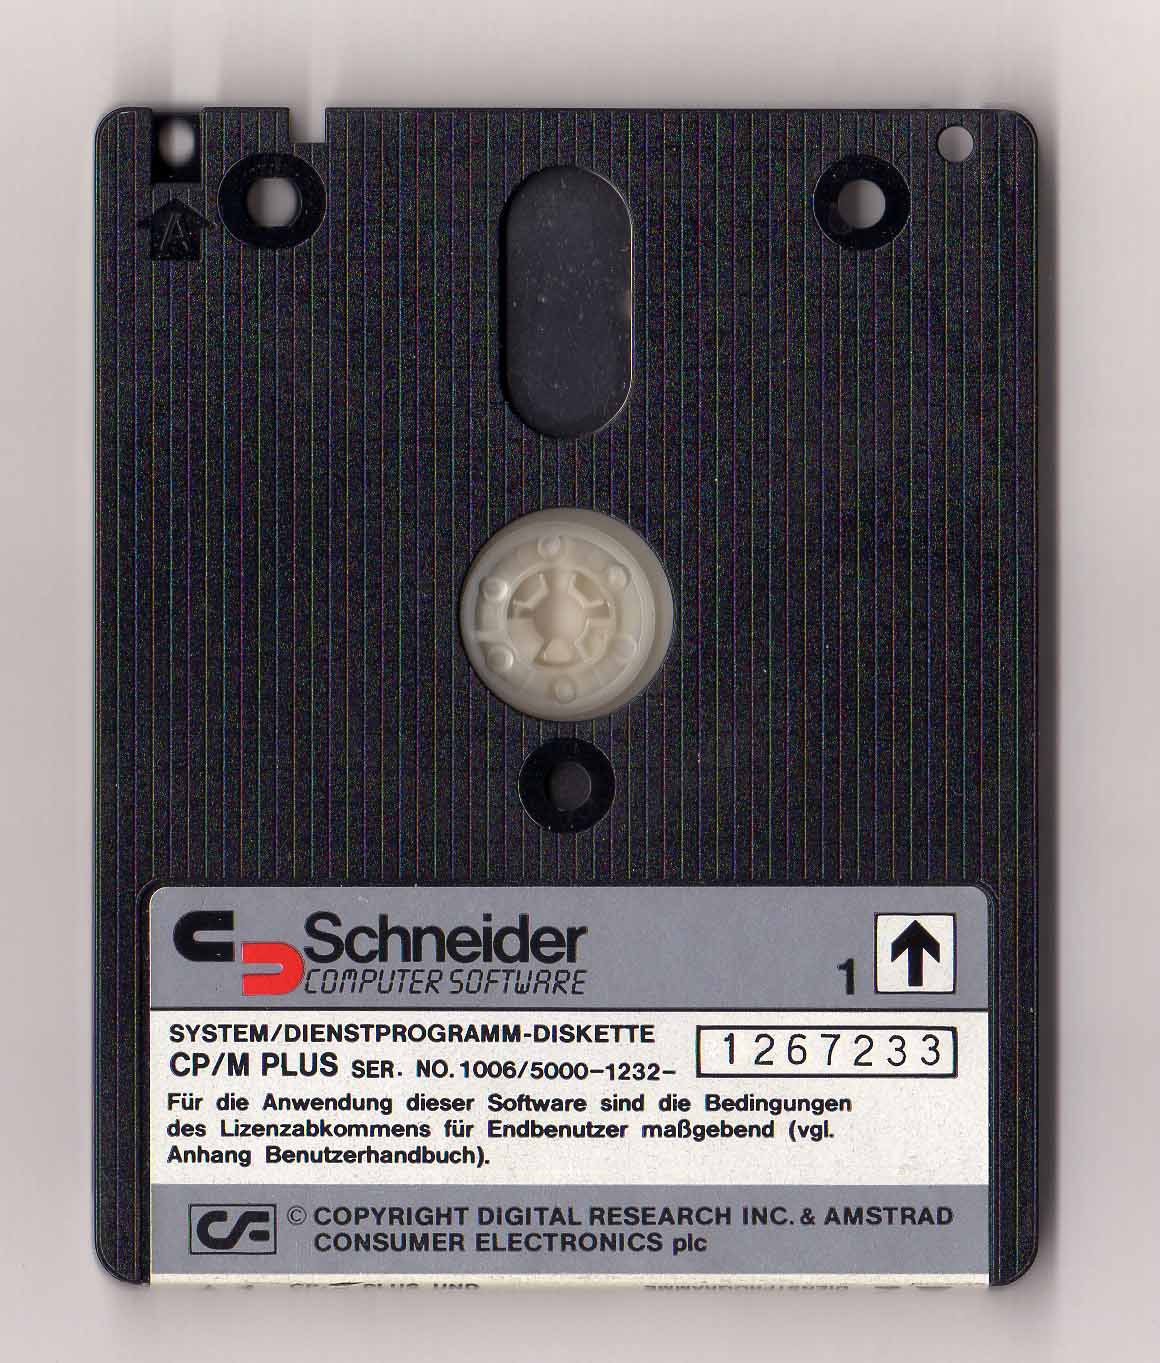 A
Schneider
COMPUTER SOFTWARE
1
SYSTEM/DIENSTPROGRAMM-DISKETTE
CP/M PLUS SER. NO. 1006/5000-1232-
1267233
Für die Anwendung dieser Software sind die Bedingungen
des Lizenzabkommens für Endbenutzer maßgebend (vgl.
Anhang Benutzerhandbuch).
CF
© COPYRIGHT DIGITAL RESEARCH INC. & AMSTRAD
CONSUMER ELECTRONICS plc